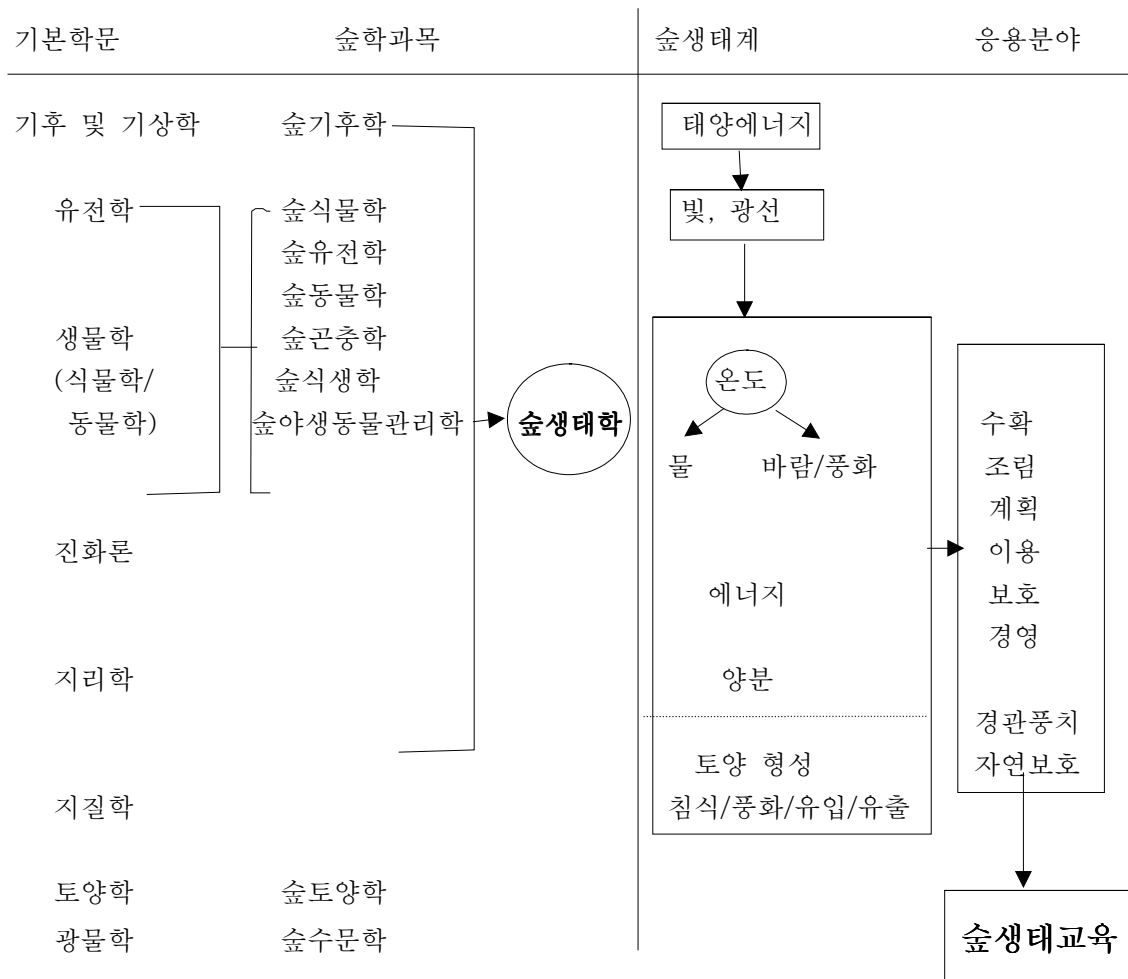 기본학문 숲학과목 숲생태계 응용분야
기후 및 기상학 숲기후학
유전학 숲식물학
숲유전학
숲동물학
생물학 숲곤충학
(식물학/ 숲식생학
동물학) 숲야생동물관리학
진화론
지리학
지질학
토양학 숲토양학
광물학 숲수문학
숲생태학
태양에너지
빛, 광선
온도
물 바람/풍화
에너지
양분
토양 형성
침식/풍화/유입/유출
수확
조림
계획
이용
보호
경영
경관풍치
자연보호
숲생태교육